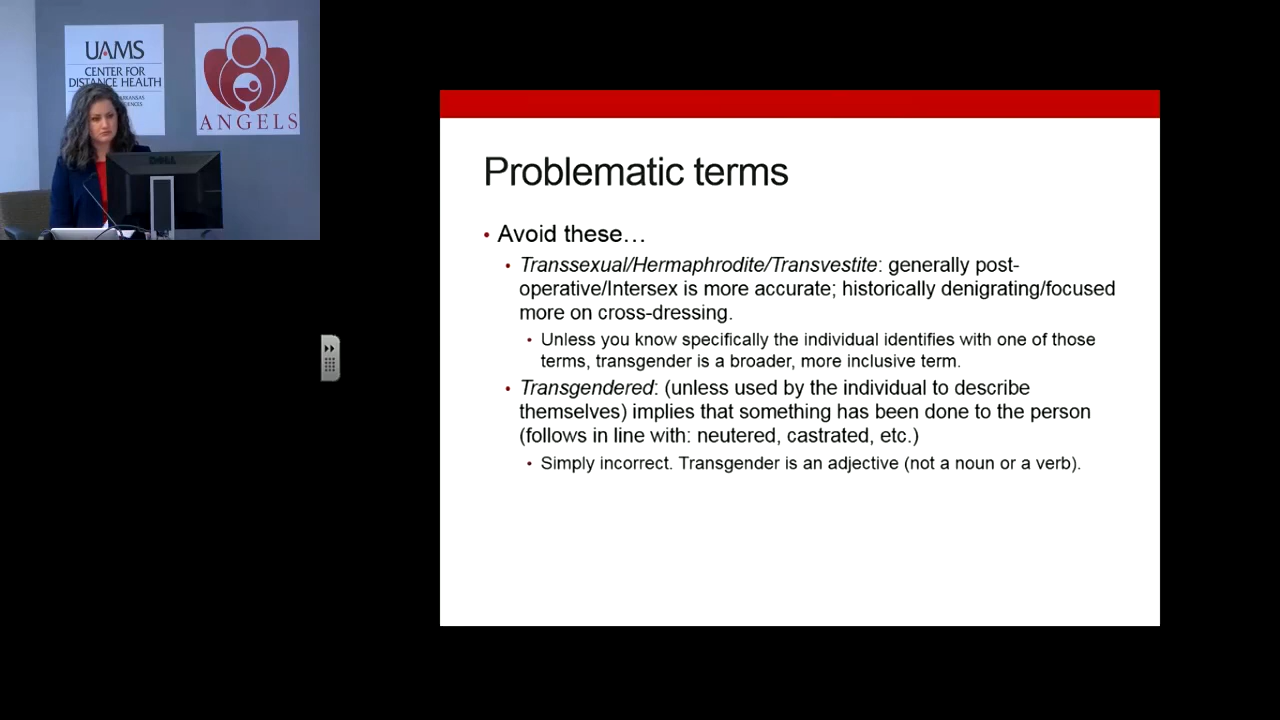 UAMS
CENTER FOR
DISTANCE HEALTH
ANGELS
DELL
Problematic terms
• Avoid these…
• Transsexual/Hermaphrodite/Transvestite: generally post-
operative/Intersex is more accurate; historically denigrating/focused
more on cross-dressing.
• Unless you know specifically the individual identifies with one of those
terms, transgender is a broader, more inclusive term.
• Transgendered: (unless used by the individual to describe
themselves) implies that something has been done to the person
(follows in line with: neutered, castrated, etc.)
• Simply incorrect. Transgender is an adjective (not a noun or a verb).